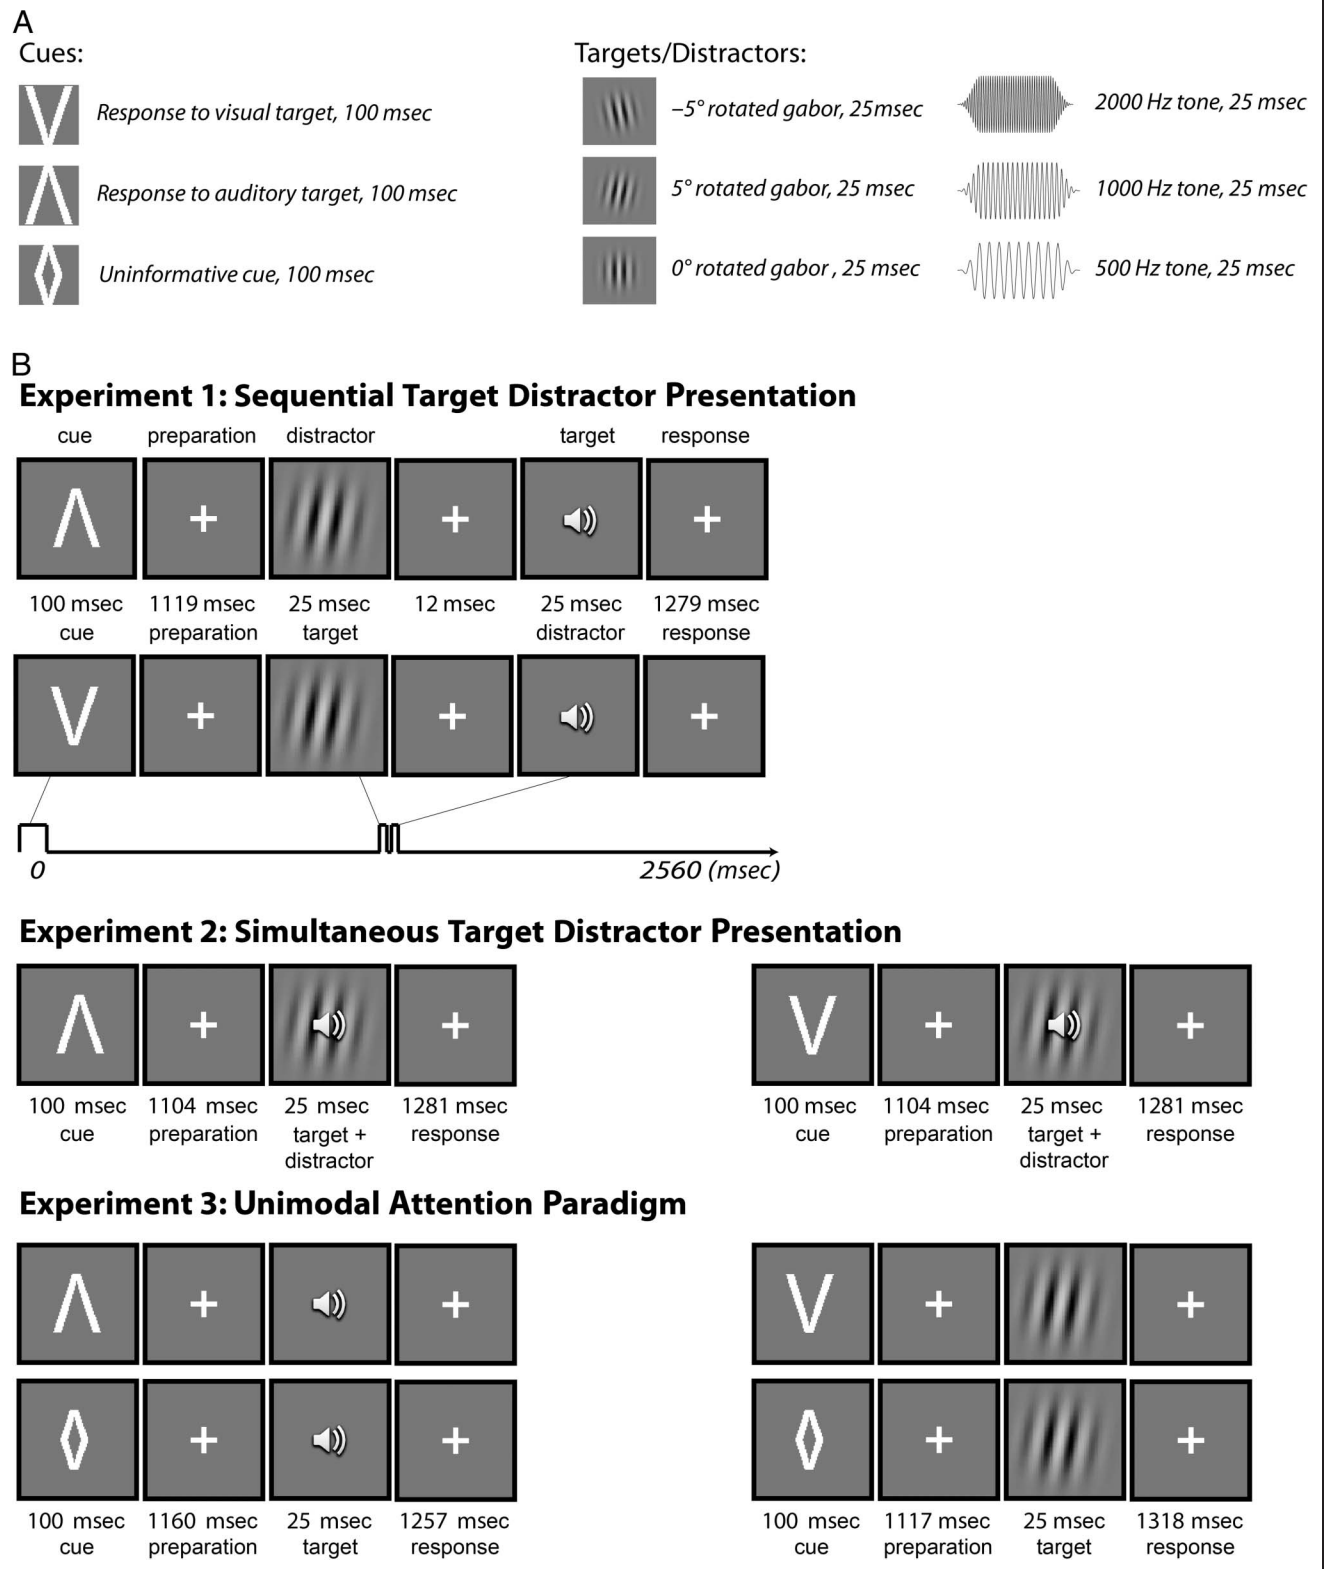 A
Cues:
Response to visual target, 100 msec
Response to auditory target, 100 msec
Uninformative cue, 100 msec
Targets/Distractors:
–5° rotated gabor, 25msec
5° rotated gabor, 25 msec
0° rotated gabor , 25 msec
2000 Hz tone, 25 msec
1000 Hz tone, 25 msec
500 Hz tone, 25 msec
B
Experiment 1: Sequential Target Distractor Presentation
cue preparation distractor target response
100 msec 1119 msec 25 msec 12 msec 25 msec 1279 msec
cue preparation target distractor response
0 2560 (msec)
Experiment 2: Simultaneous Target Distractor Presentation
100 msec 1104 msec 25 msec 1281 msec
cue preparation target + response
distractor
100 msec 1104 msec 25 msec 1281 msec
cue preparation target + response
distractor
Experiment 3: Unimodal Attention Paradigm
100 msec 1160 msec 25 msec 1257 msec
cue preparation target response
100 msec 1117 msec 25 msec 1318 msec
cue preparation target response